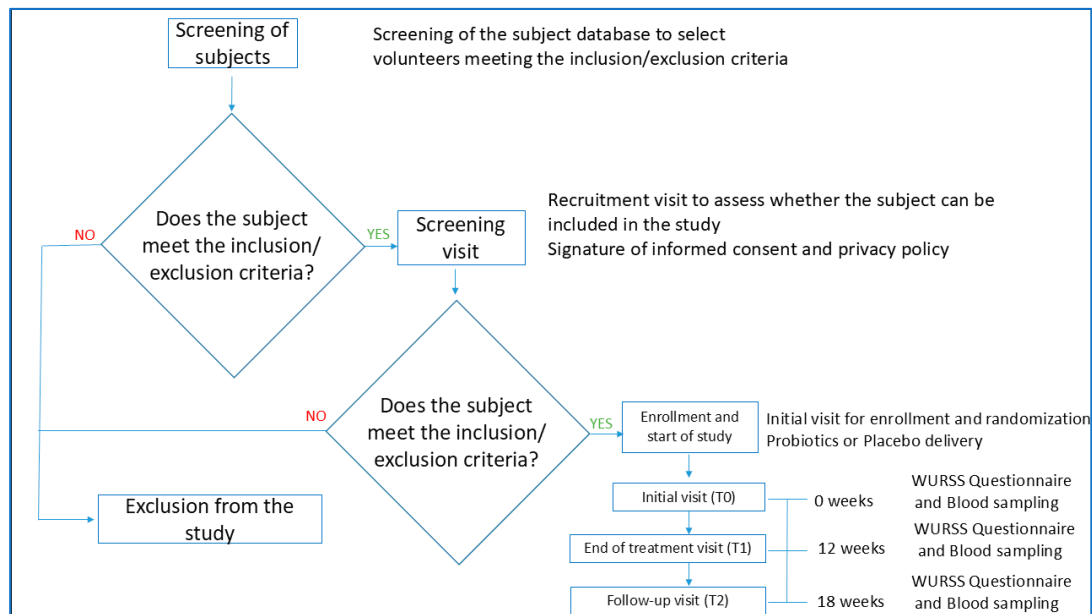 Screening of
subjects
Screening of the subject database to select
volunteers meeting the inclusion/exclusion criteria
Does the subject
meet the inclusion/
exclusion criteria?
NO
YES
Screening
visit
Recruitment visit to assess whether the subject can be
included in the study
Signature of informed consent and privacy policy
Does the subject
meet the inclusion/
exclusion criteria?
NO
YES
Enrollment and
start of study
Initial visit for enrollment and randomization
Probiotics or Placebo delivery
Exclusion from the
study
Initial visit (T0)
0 weeks
WURSS Questionnaire
and Blood sampling
End of treatment visit (T1)
12 weeks
WURSS Questionnaire
and Blood sampling
Follow-up visit (T2)
18 weeks
WURSS Questionnaire
and Blood sampling